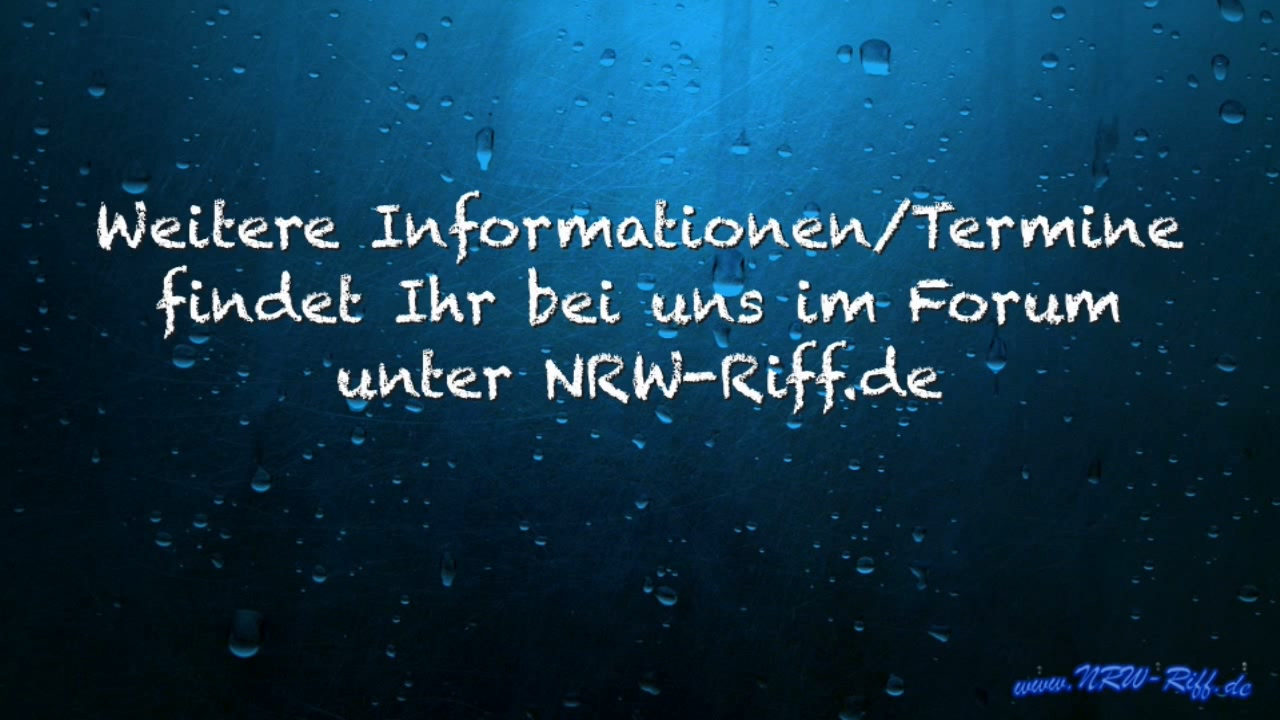 Weitere Informationen/Termine
findet Ihr bei uns im Forum
unter NRW-Riff.de
www.NRW-Riff.de